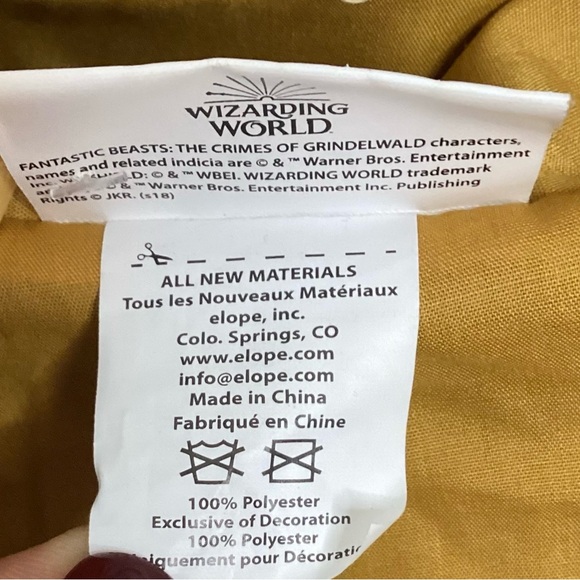 WIZARDING
WORLD
FANTASTIC BEASTS: THE CRIMES OF GRINDELWALD characters,
names and related indicia are © & ™ Warner Bros. Entertainment
D: © & ™ WBEI. WIZARDING WORLD trademark
& ™ Warner Bros. Entertainment Inc. Publishing
Rights © JKR. (s18)
ALL NEW MATERIALS
Tous les Nouveaux Matériaux
elope, inc.
Colo. Springs, CO
www.elope.com
info@elope.com
Made in China
Fabriqué en Chine
100% Polyester
Exclusive of Decoration
100% Polyester
iquement pour Décorati